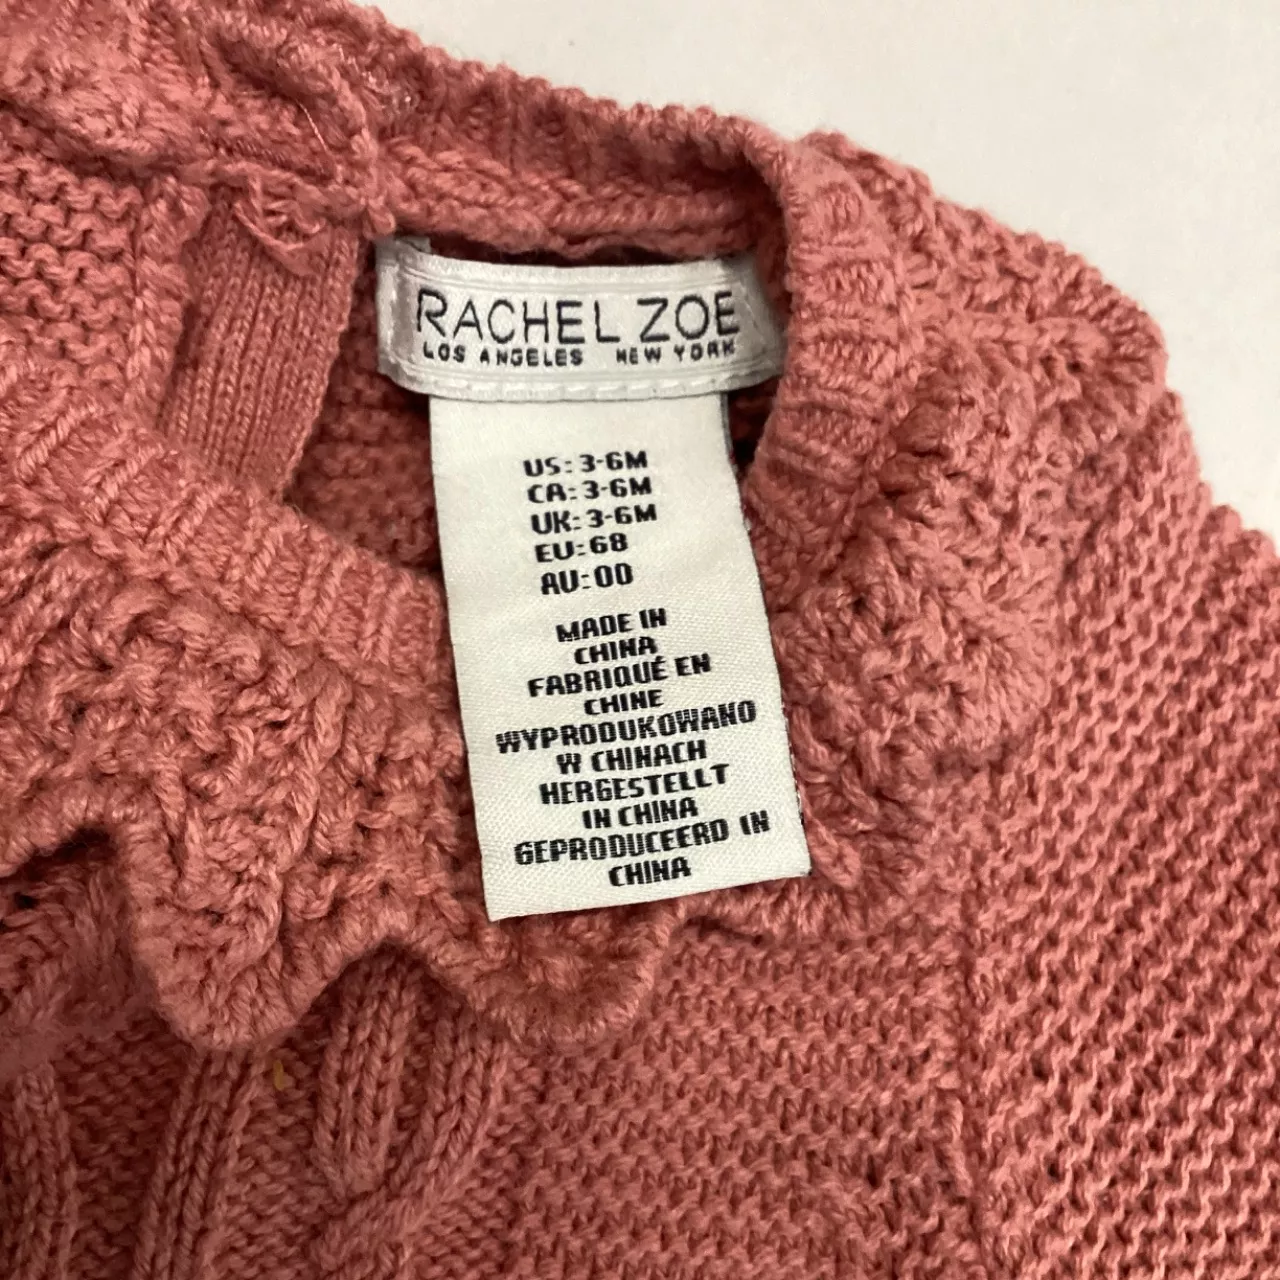 RACHEL ZOE
LOS ANGELES NEW YORK
US: 3-6M
CA: 3-6M
UK: 3-6M
EU: 68
AU: 00
MADE IN
CHINA
FABRIQUÉ EN
CHINE
WYPRODUKOWANO
W CHINACH
HERGESTELLT
IN CHINA
GEPRODUCEERD IN
CHINA